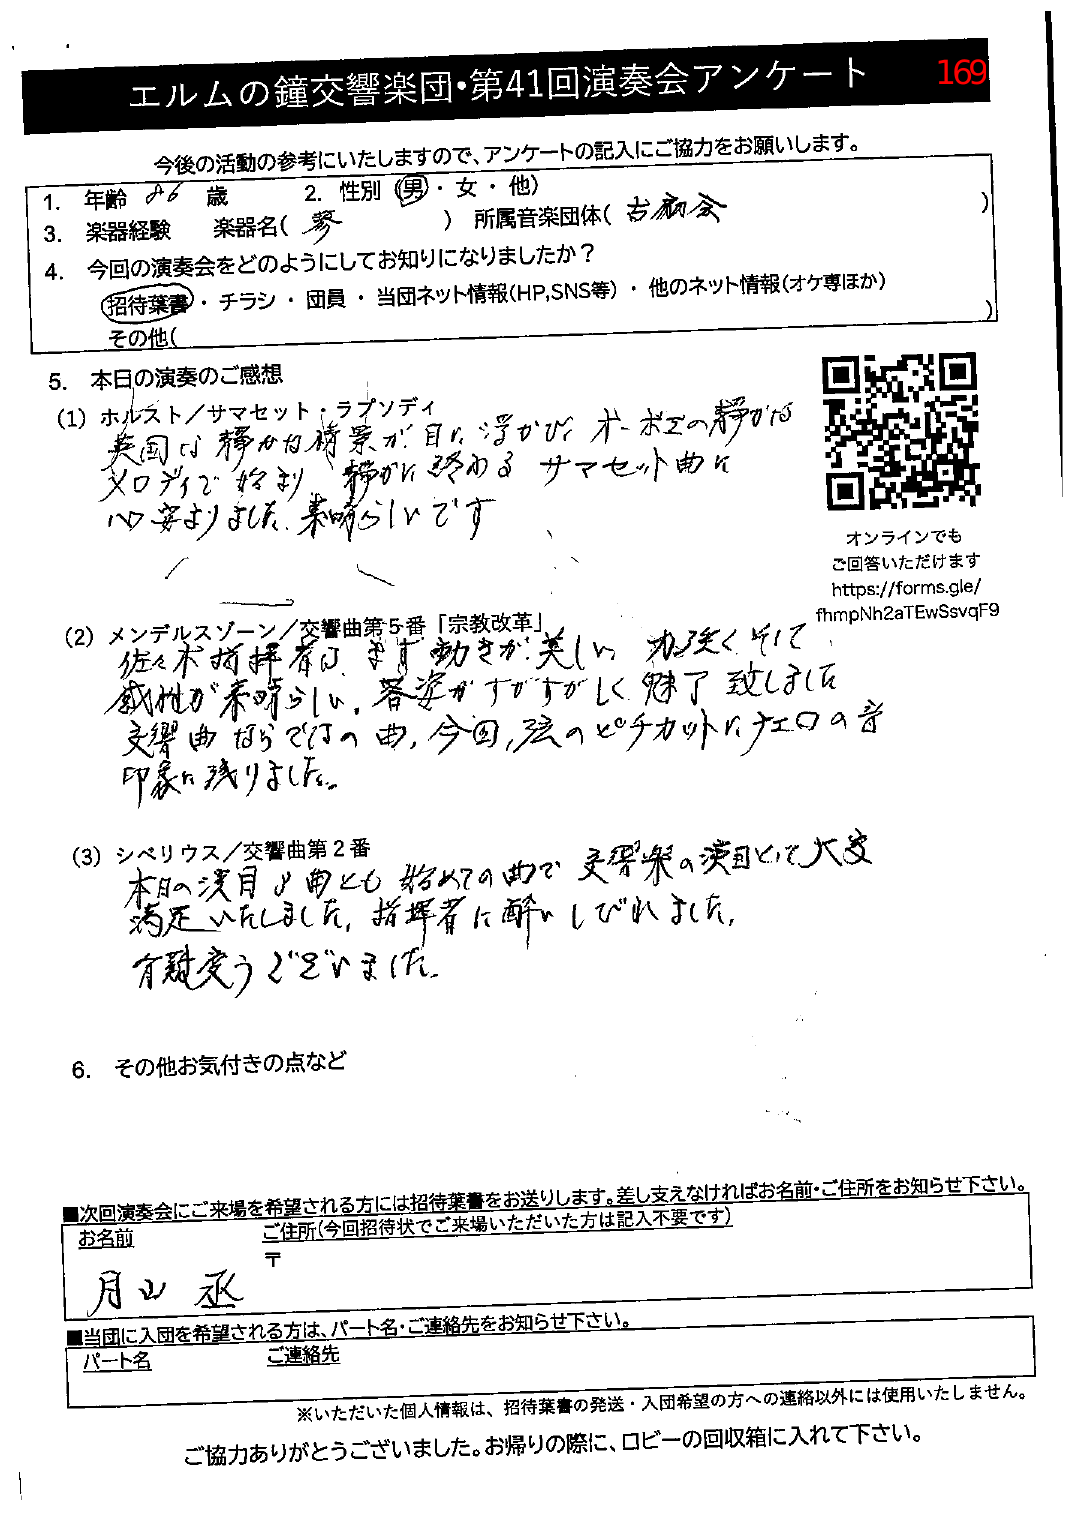 エルムの鐘交響楽団・第41回演奏会アンケート
169
今後の活動の参考にいたしますので、アンケートの記入にご協力をお願いします。
1. 年齢 86 歳 2. 性別(男・女・他)
3. 楽器経験 楽器名( ) 所属音楽団体( )
4. 今回の演奏会をどのようにしてお知りになりましたか？
招待葉書・チラシ・団員・当団ネット情報(HP,SNS等)・他のネット情報(オケ専ほか)
その他( )
5. 本日の演奏のご感想
(1) ホルスト／サマセット・ラプソディ
英国な静かな情景が目に浮かび オーボエの静かな
メロディで始まり、静かに終わる サマセット曲に
心安まりました、素晴らしいです
オンラインでも
ご回答いただけます
https://forms.gle/
fhmpNh2aTEwSsvqF9
(2) メンデルスゾーン／交響曲第5番「宗教改革」
佐々木指揮者は、まず動きが美しい 力強く そして
感性が素晴らしい、容姿がすがすがしく魅了致しました
交響曲ならではの曲、今回、弦のピチカットにチェロの音
印象に残りました。
(3) シベリウス／交響曲第2番
本日の演目3曲とも 始めての曲で 交響楽の演目として大変
満足いたしました、指揮者に酔いしびれました、
有難う ございました。
6. その他お気付きの点など
■次回演奏会にご来場を希望される方には招待葉書をお送りします。差し支えなければお名前・ご住所をお知らせ下さい。
お名前 ご住所(今回招待状でご来場いただいた方は記入不要です)
〒
月山 丞
■当団に入団を希望される方は、パート名・ご連絡先をお知らせ下さい。
パート名 ご連絡先
※いただいた個人情報は、招待葉書の発送・入団希望の方への連絡以外には使用いたしません。
ご協力ありがとうございました。お帰りの際に、ロビーの回収箱に入れて下さい。